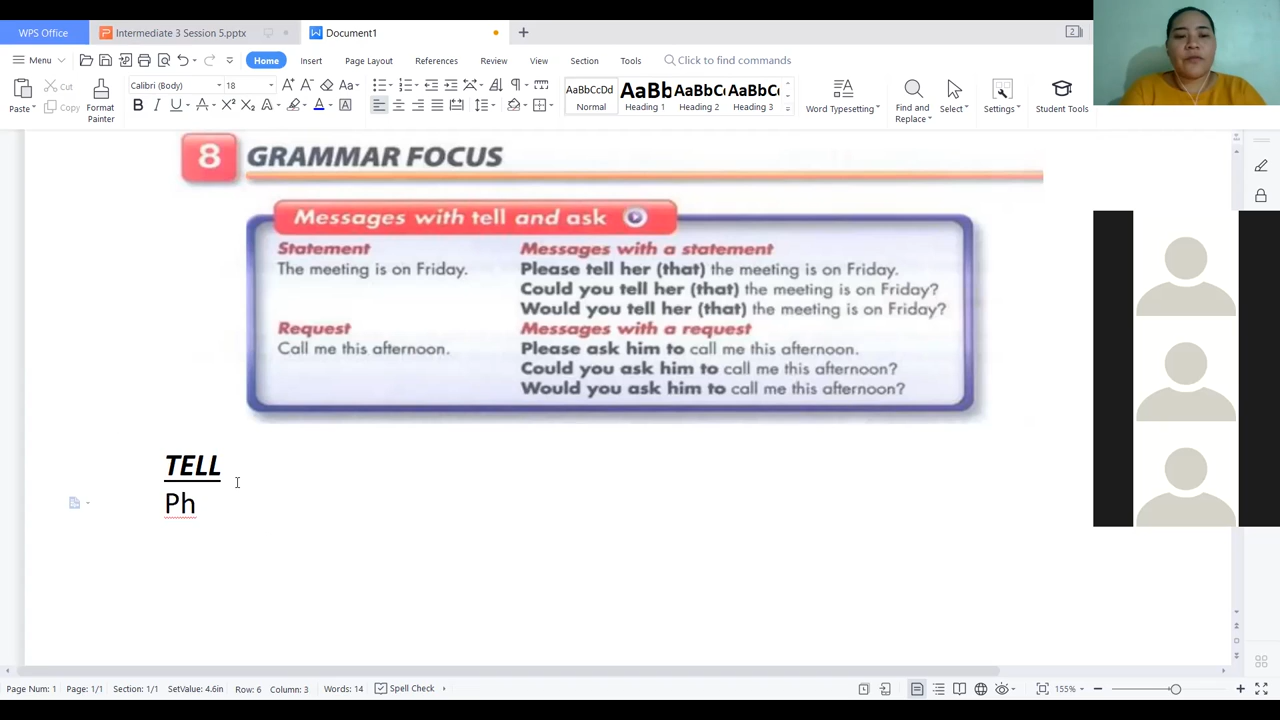 WPS Office
Intermediate 3 Session 5.pptx
Document1
2
Menu
Home
Insert
Page Layout
References
Review
View
Section
Tools
Click to find commands
Paste
Cut
Copy
Format Painter
Calibri (Body)
18
AaBbCcDd
Normal
AaBb
Heading 1
AaBbC
Heading 2
AaBbC
Heading 3
Word Typesetting
Find and Replace
Select
Settings
Student Tools
8 GRAMMAR FOCUS
Messages with tell and ask
Statement
The meeting is on Friday.
Messages with a statement
Please tell her (that) the meeting is on Friday.
Could you tell her (that) the meeting is on Friday?
Would you tell her (that) the meeting is on Friday?
Request
Call me this afternoon.
Messages with a request
Please ask him to call me this afternoon.
Could you ask him to call me this afternoon?
Would you ask him to call me this afternoon?
TELL
Ph
Page Num: 1 Page: 1/1 Section: 1/1 SetValue: 4.6in Row: 6 Column: 3 Words: 14 Spell Check 155%